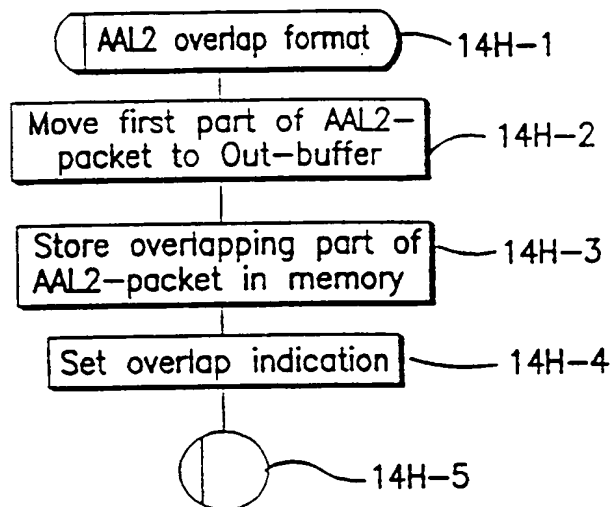 AAL2 overlap format
14H-1
Move first part of AAL2-
packet to Out-buffer
14H-2
Store overlapping part of
AAL2-packet in memory
14H-3
Set overlap indication
14H-4
14H-5